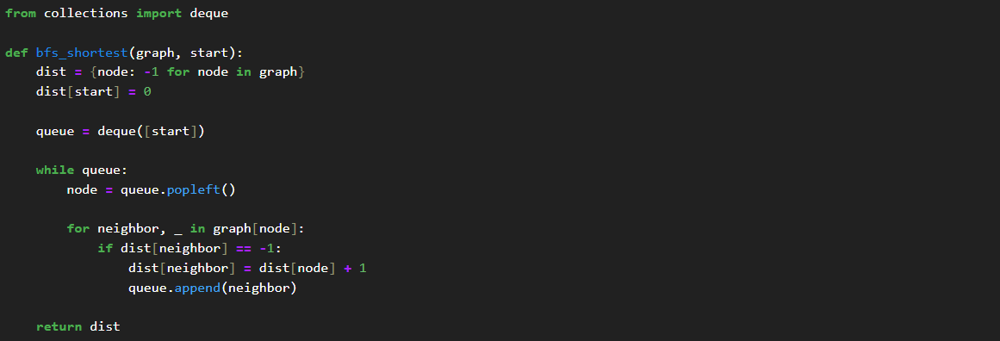 from collections import deque

def bfs_shortest(graph, start):
    dist = {node: -1 for node in graph}
    dist[start] = 0

    queue = deque([start])

    while queue:
        node = queue.popleft()

        for neighbor, _ in graph[node]:
            if dist[neighbor] == -1:
                dist[neighbor] = dist[node] + 1
                queue.append(neighbor)

    return dist